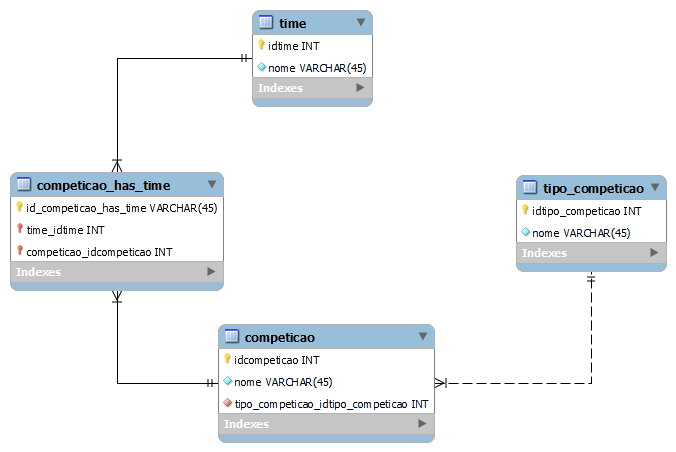 time
idtime INT
nome VARCHAR(45)
Indexes
competicao_has_time
id_competicao_has_time VARCHAR(45)
time_idtime INT
competicao_idcompeticao INT
Indexes
tipo_competicao
idtipo_competicao INT
nome VARCHAR(45)
Indexes
competicao
idcompeticao INT
nome VARCHAR(45)
tipo_competicao_idtipo_competicao INT
Indexes